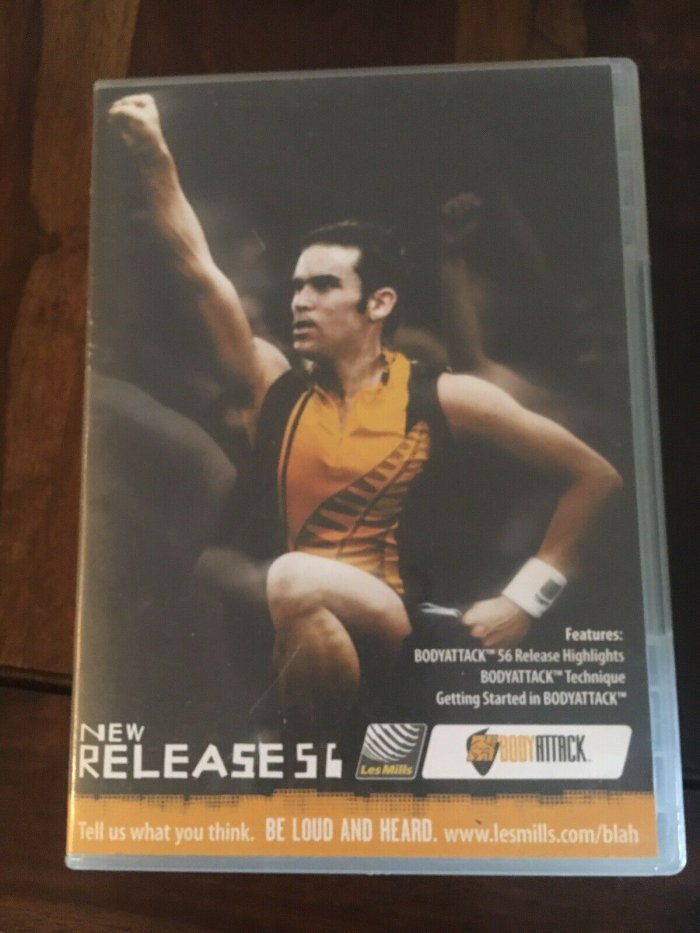 Features:
BODYATTACK™ 56 Release Highlights
BODYATTACK™ Technique
Getting Started in BODYATTACK™
NEW
RELEASE 56
Les Mills
BODYATTACK™
Tell us what you think. BE LOUD AND HEARD. www.lesmills.com/blah